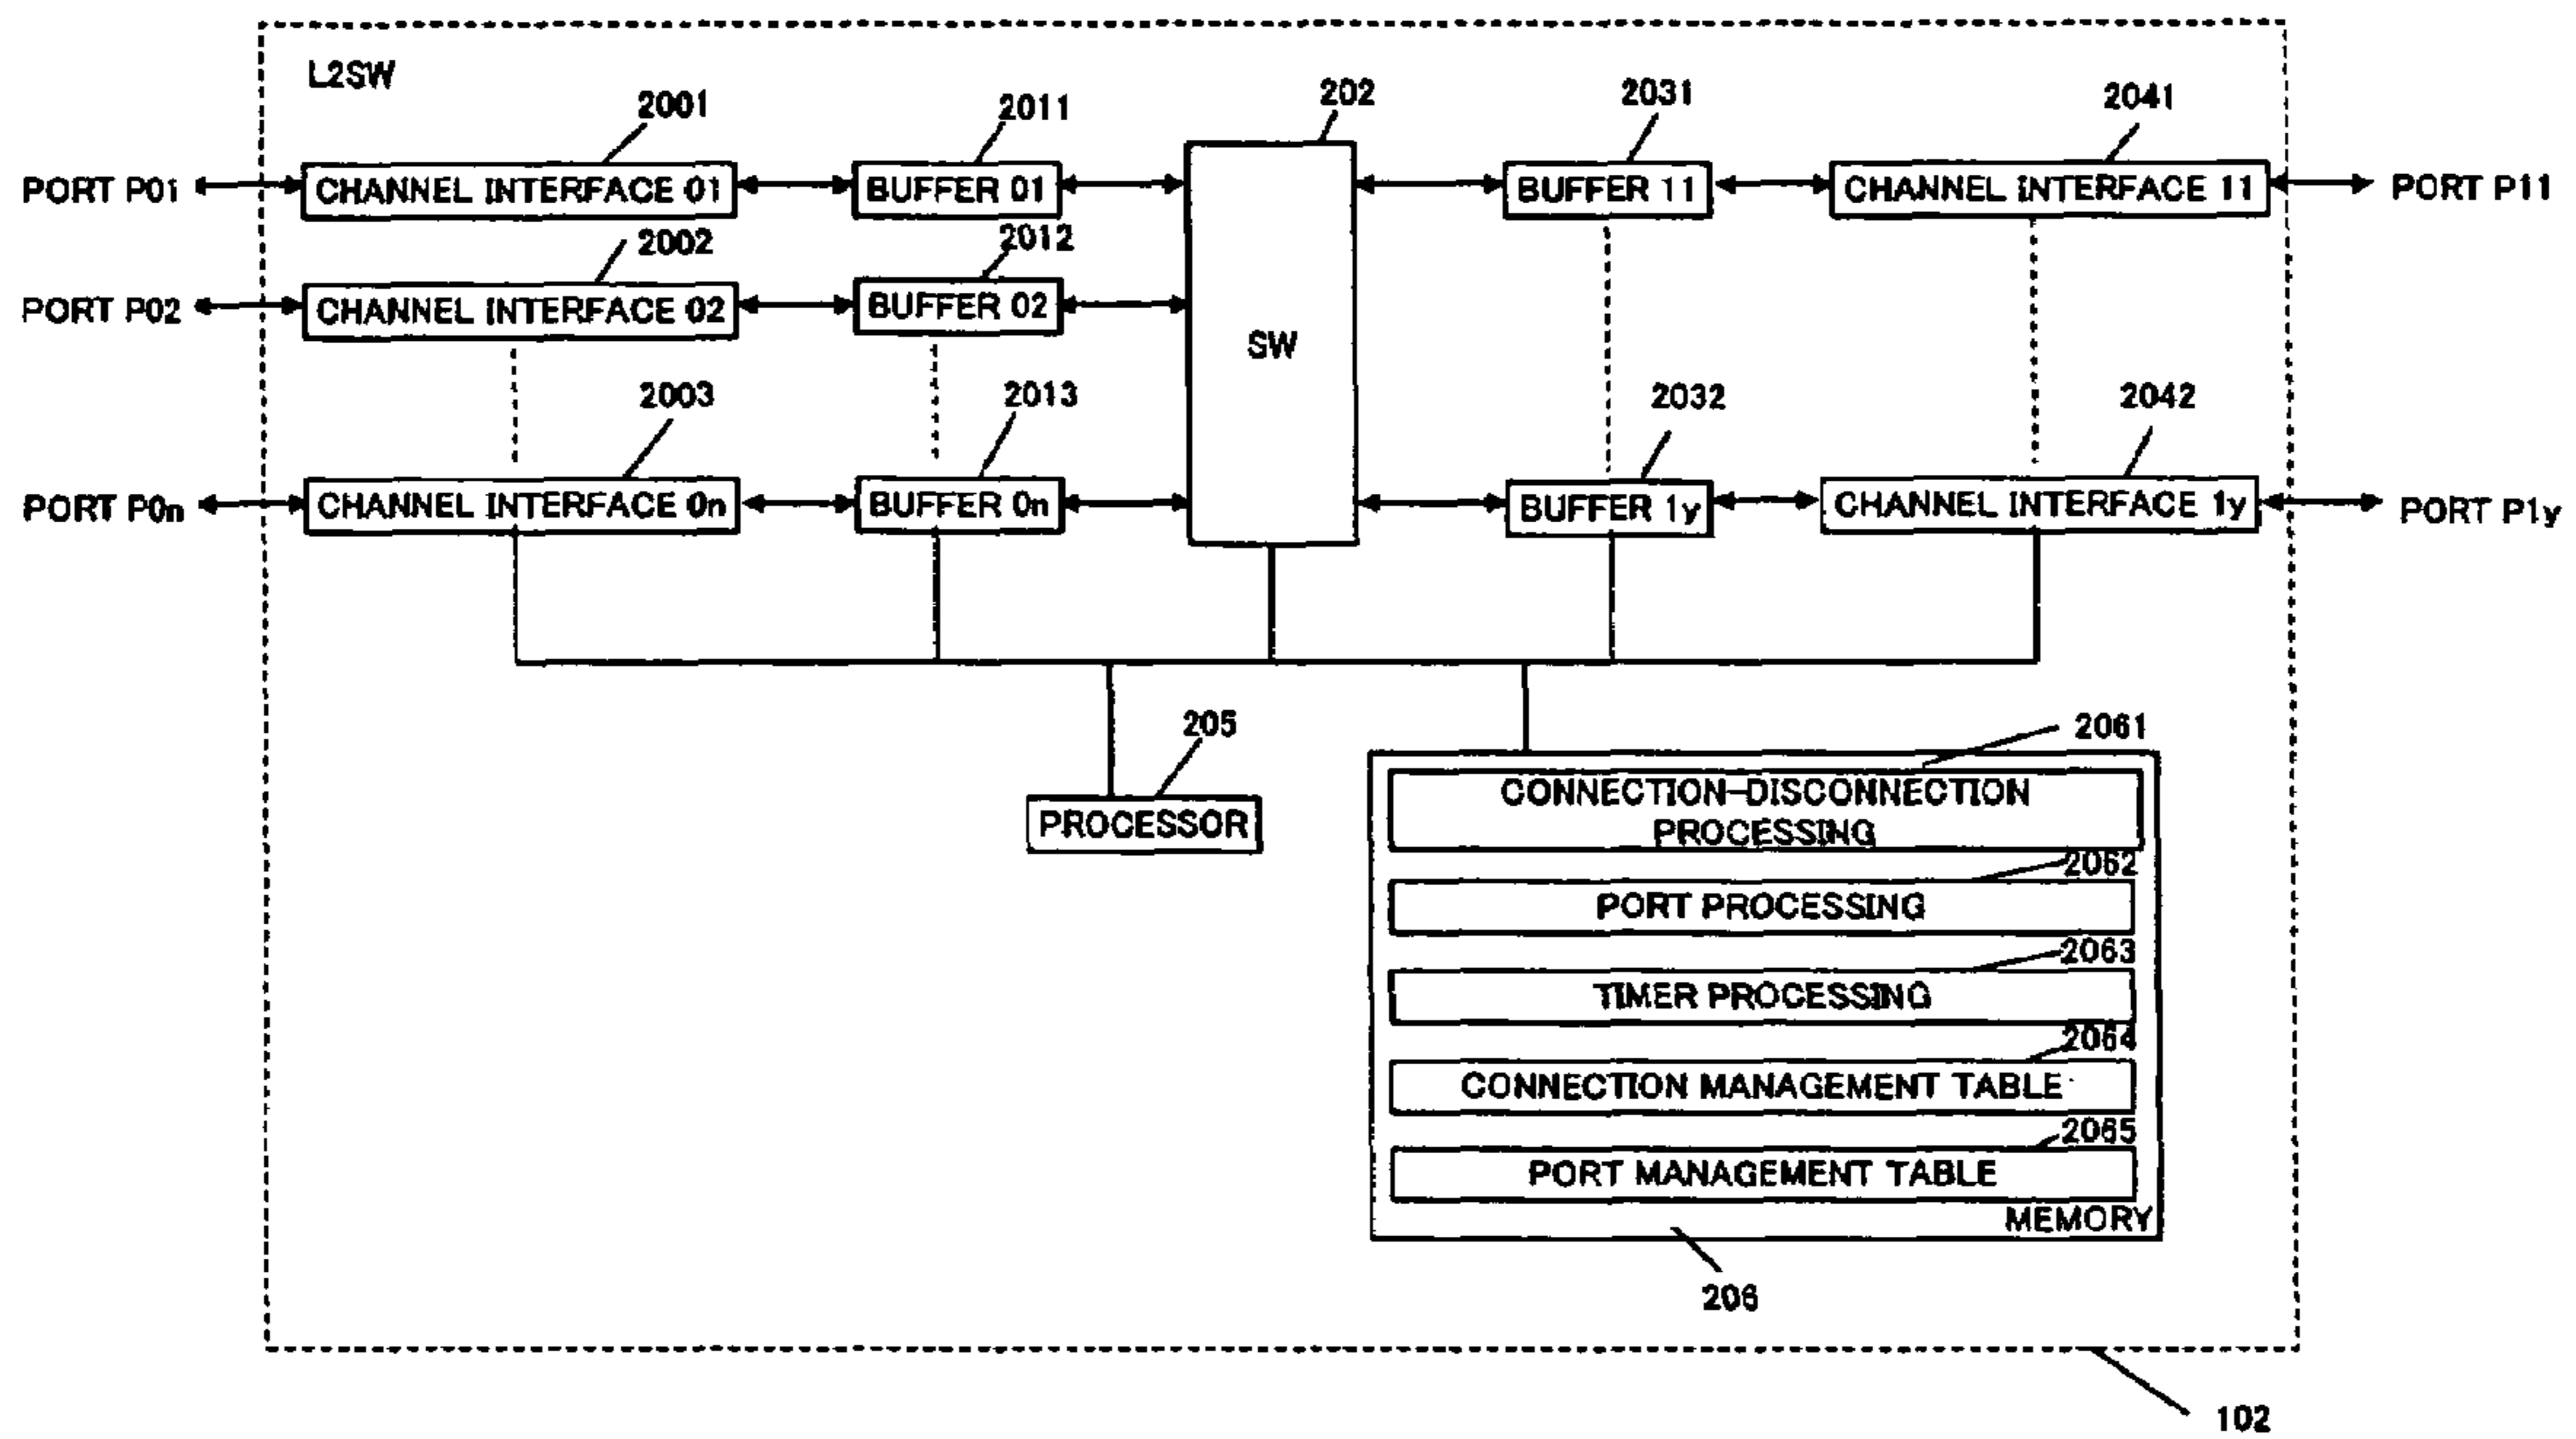 L2SW
2001
2011
202
2031
2041
PORT P01
CHANNEL INTERFACE 01
BUFFER 01
BUFFER 11
CHANNEL INTERFACE 11
PORT P11
2002
2012
PORT P02
CHANNEL INTERFACE 02
BUFFER 02
SW
2003
2013
2032
2042
PORT P0n
CHANNEL INTERFACE 0n
BUFFER 0n
BUFFER 1y
CHANNEL INTERFACE 1y
PORT P1y
205
PROCESSOR
2061
CONNECTION-DISCONNECTION
PROCESSING
2062
PORT PROCESSING
2063
TIMER PROCESSING
2064
CONNECTION MANAGEMENT TABLE
2065
PORT MANAGEMENT TABLE
MEMORY
206
102